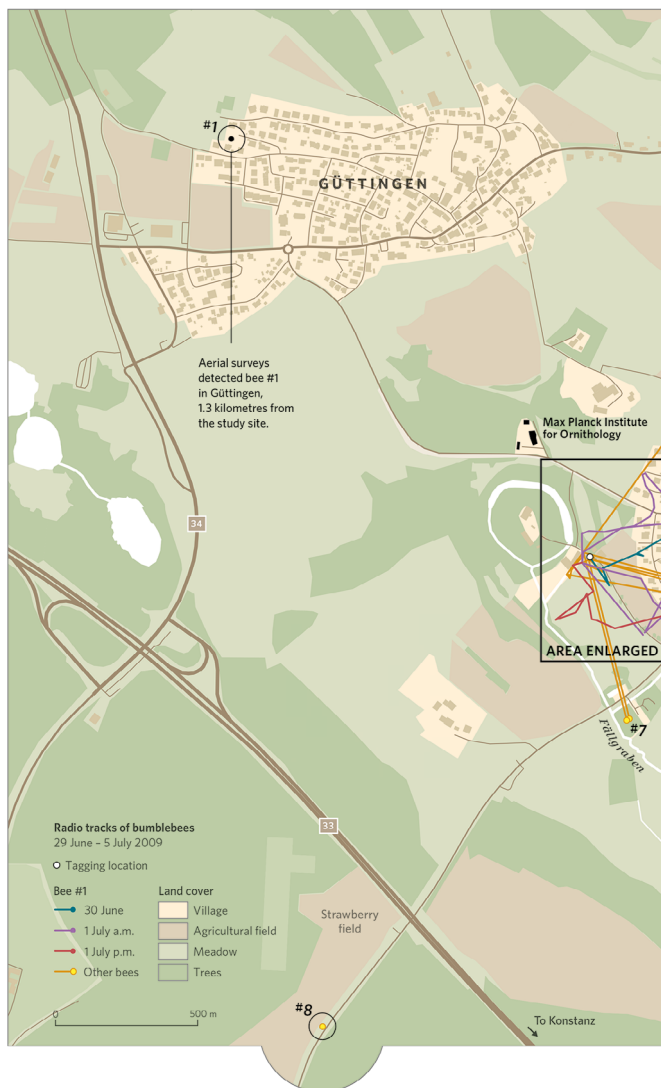 #1
GÜTTINGEN
Aerial surveys
detected bee #1
in Güttingen,
1.3 kilometres from
the study site.
Max Planck Institute
for Ornithology
34
AREA ENLARGED
#7
Fällgraben
33
Radio tracks of bumblebees
29 June – 5 July 2009
Tagging location
Bee #1
30 June
1 July a.m.
1 July p.m.
Other bees
Land cover
Village
Agricultural field
Meadow
Trees
0 500 m
Strawberry
field
#8
To Konstanz